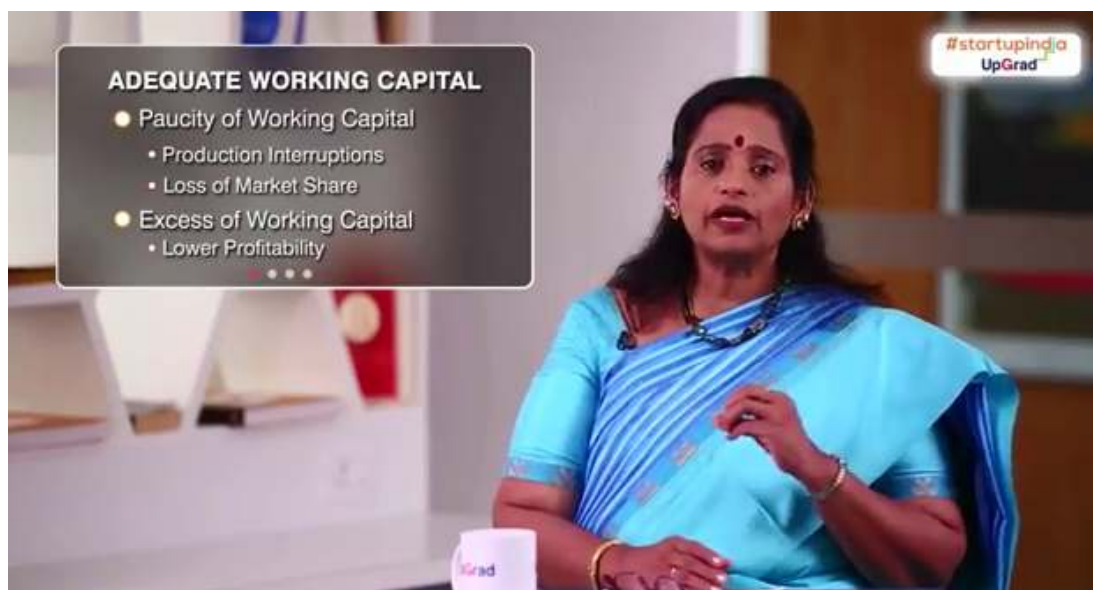 ADEQUATE WORKING CAPITAL
Paucity of Working Capital
• Production Interruptions
• Loss of Market Share
Excess of Working Capital
• Lower Profitability
#startupindia
UpGrad
UpGrad